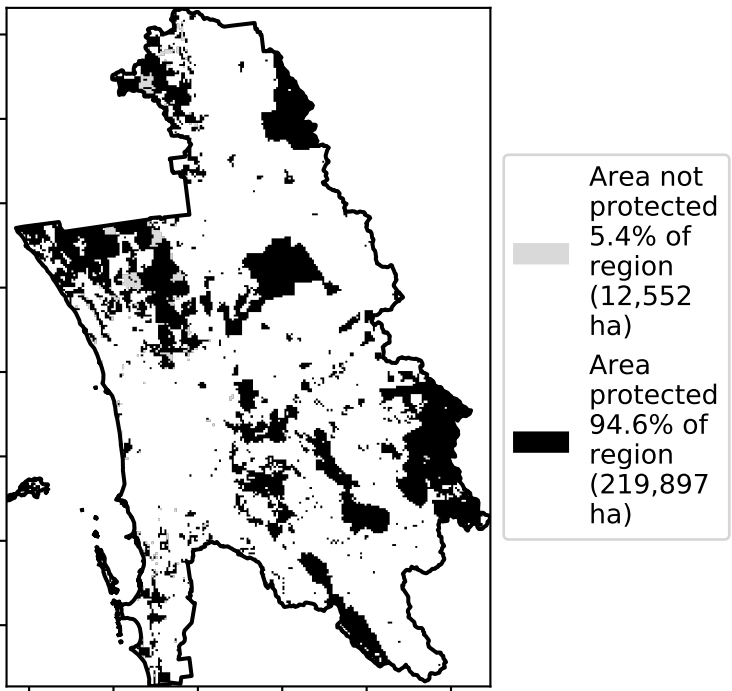 Area not
protected
5.4% of
region
(12,552
ha)
Area
protected
94.6% of
region
(219,897
ha)